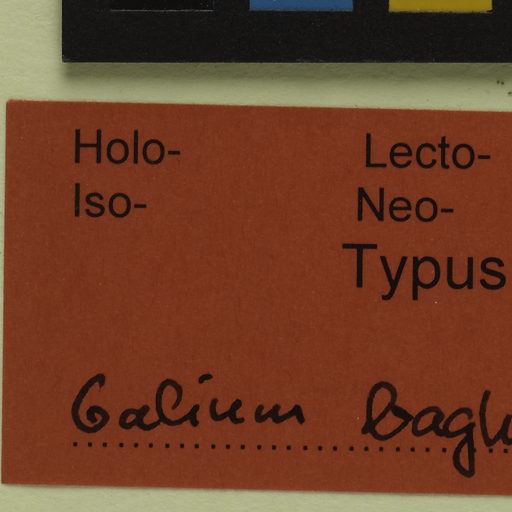 Holo- Lecto-
Iso- Neo-
Typus
Galium